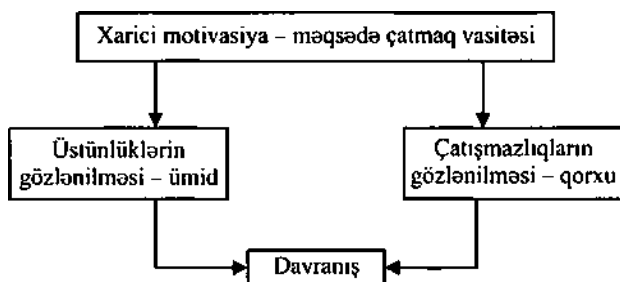 Xarici motivasiya – məqsədə çatmaq vasitəsi
Üstünlüklərin
gözlənilməsi – ümid
Çatışmazlıqların
gözlənilməsi – qorxu
Davranış